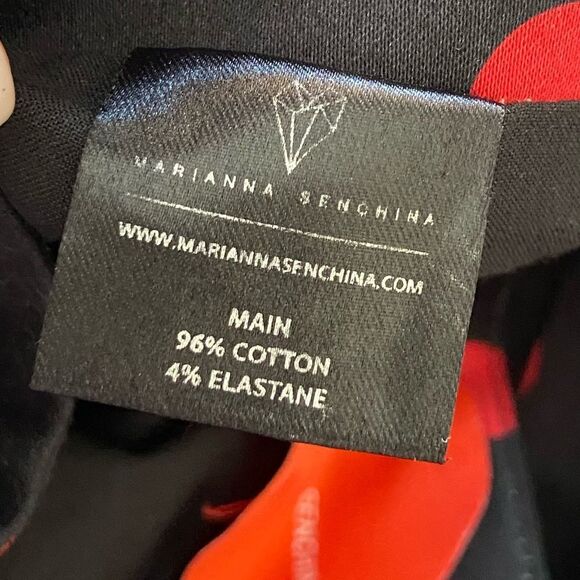 MARIANNA SENCHINA
WWW.MARIANNASENCHINA.COM
MAIN
96% COTTON
4% ELASTANE